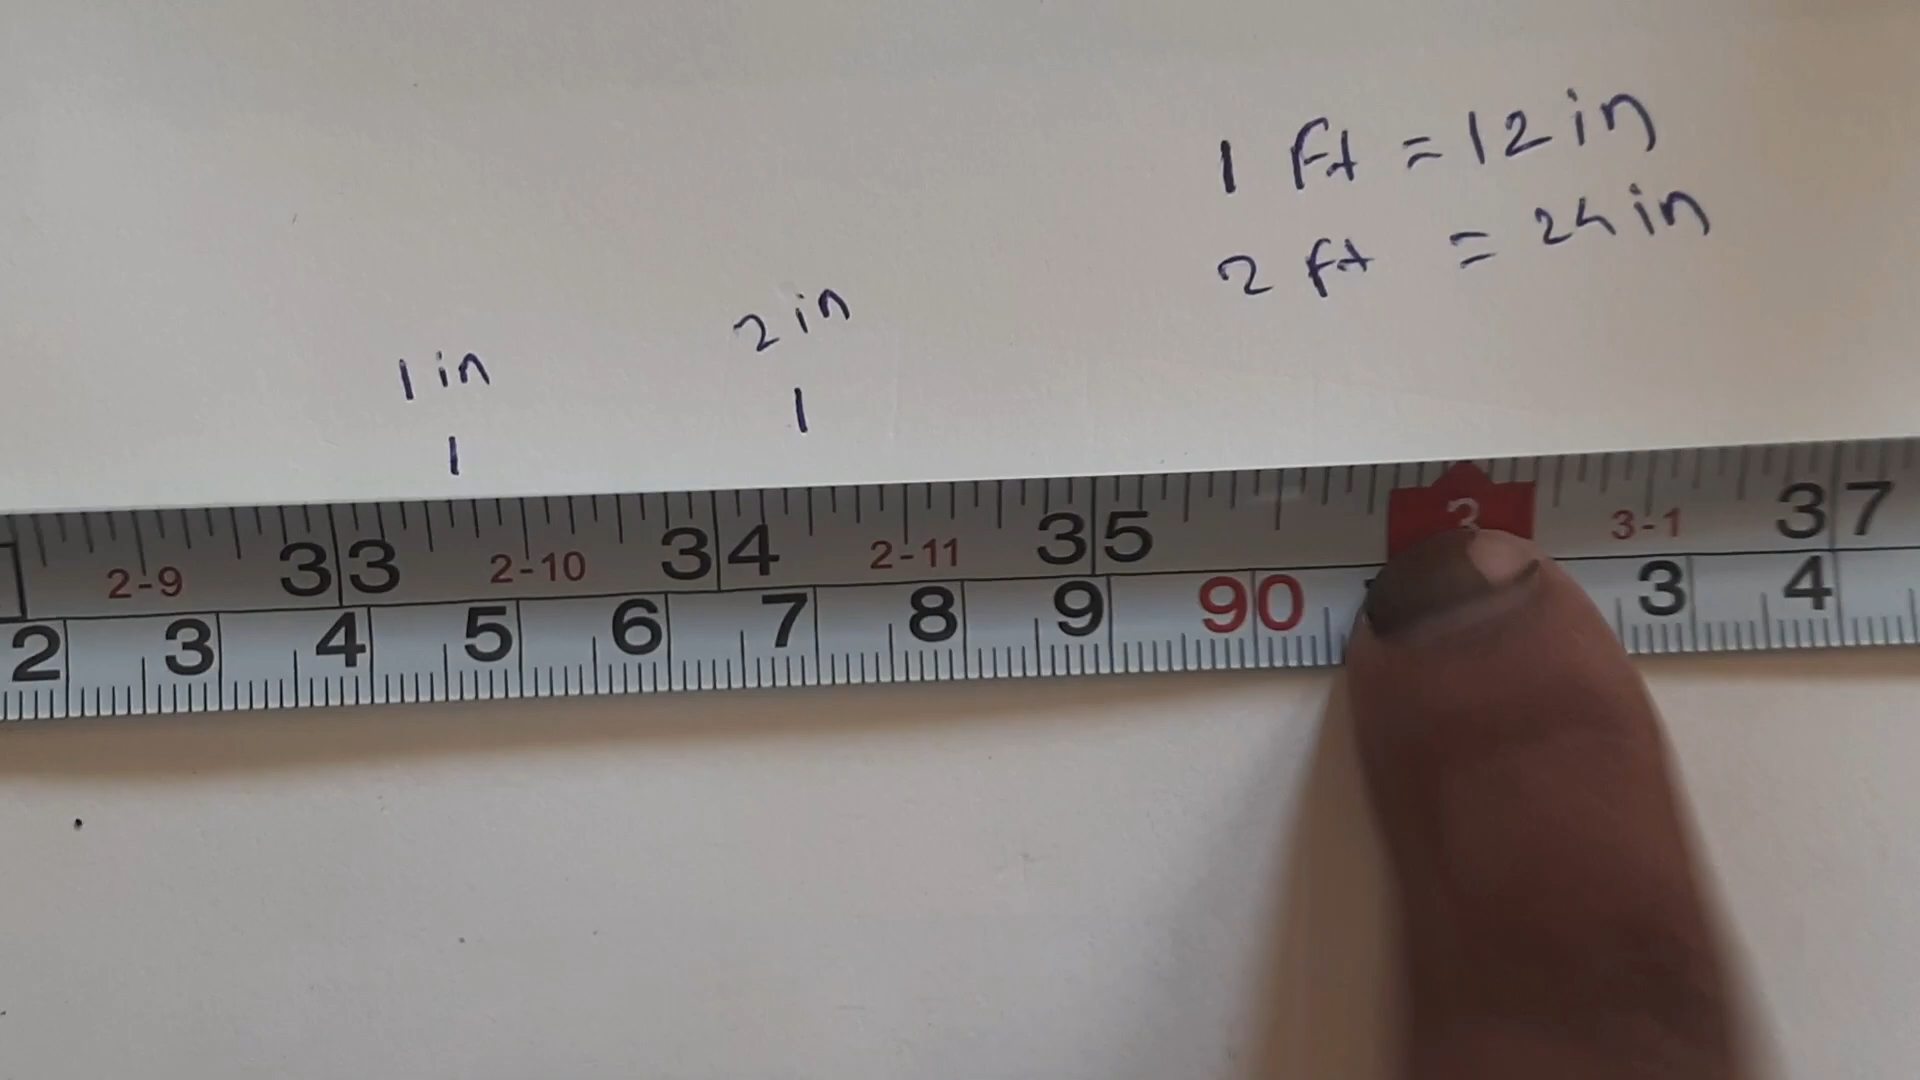 1 Ft = 12 in
2 ft = 24 in
1 in
2 in
1
1
2-9 33 2-10 34 2-11 35 3 3-1 37
2 3 4 5 6 7 8 9 90 3 4